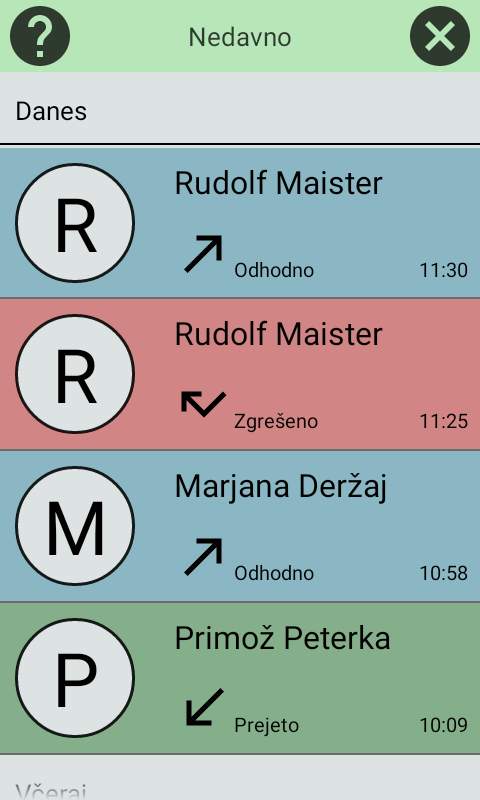 Nedavno
Danes
R
Rudolf Maister
Odhodno 11:30
R
Rudolf Maister
Zgrešeno 11:25
M
Marjana Deržaj
Odhodno 10:58
P
Primož Peterka
Prejeto 10:09
Včeraj